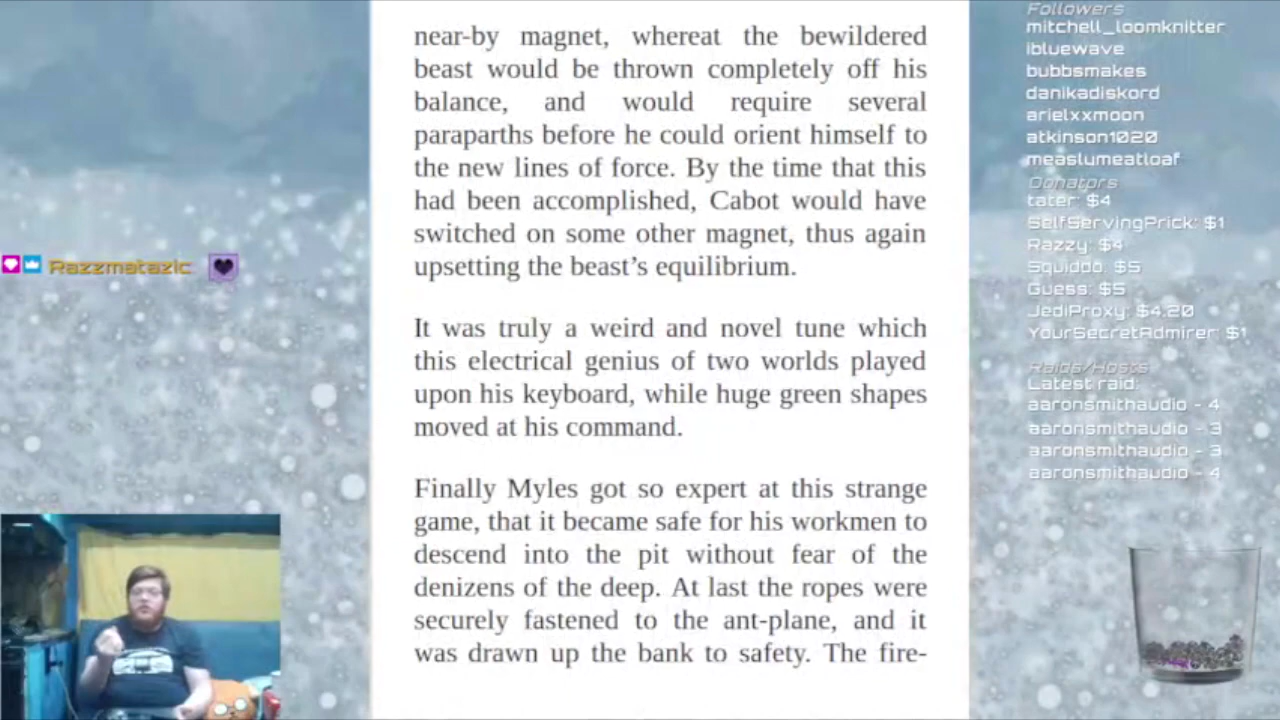 near-by magnet, whereat the bewildered
beast would be thrown completely off his
balance, and would require several
paraparths before he could orient himself to
the new lines of force. By the time that this
had been accomplished, Cabot would have
switched on some other magnet, thus again
upsetting the beast’s equilibrium.
It was truly a weird and novel tune which
this electrical genius of two worlds played
upon his keyboard, while huge green shapes
moved at his command.
Finally Myles got so expert at this strange
game, that it became safe for his workmen to
descend into the pit without fear of the
denizens of the deep. At last the ropes were
securely fastened to the ant-plane, and it
was drawn up the bank to safety. The fire-
Razzmatazic
Followers
mitchell_loomknitter
ibluewave
bubbsmakes
danikadiskord
arielxxmoon
atkinson1020
measlymeatloaf
Donators
tater: $4
SelfServingPrick: $1
Razzy: $4
Squiddo: $5
Guess: $5
JediProxy: $4.20
YourSecretAdmirer: $1
Raids/Hosts
Latest raid:
aaronsmithaudio - 4
aaronsmithaudio - 3
aaronsmithaudio - 3
aaronsmithaudio - 4